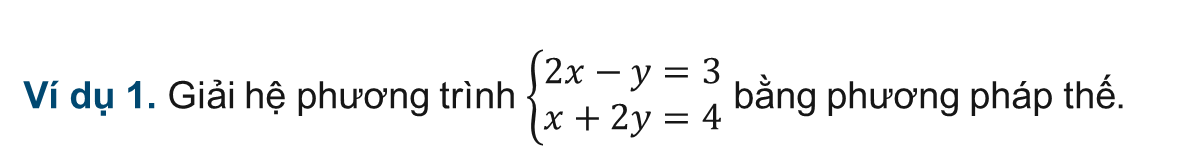 Ví dụ 1. Giải hệ phương trình {2x − y = 3
x + 2y = 4 bằng phương pháp thế.